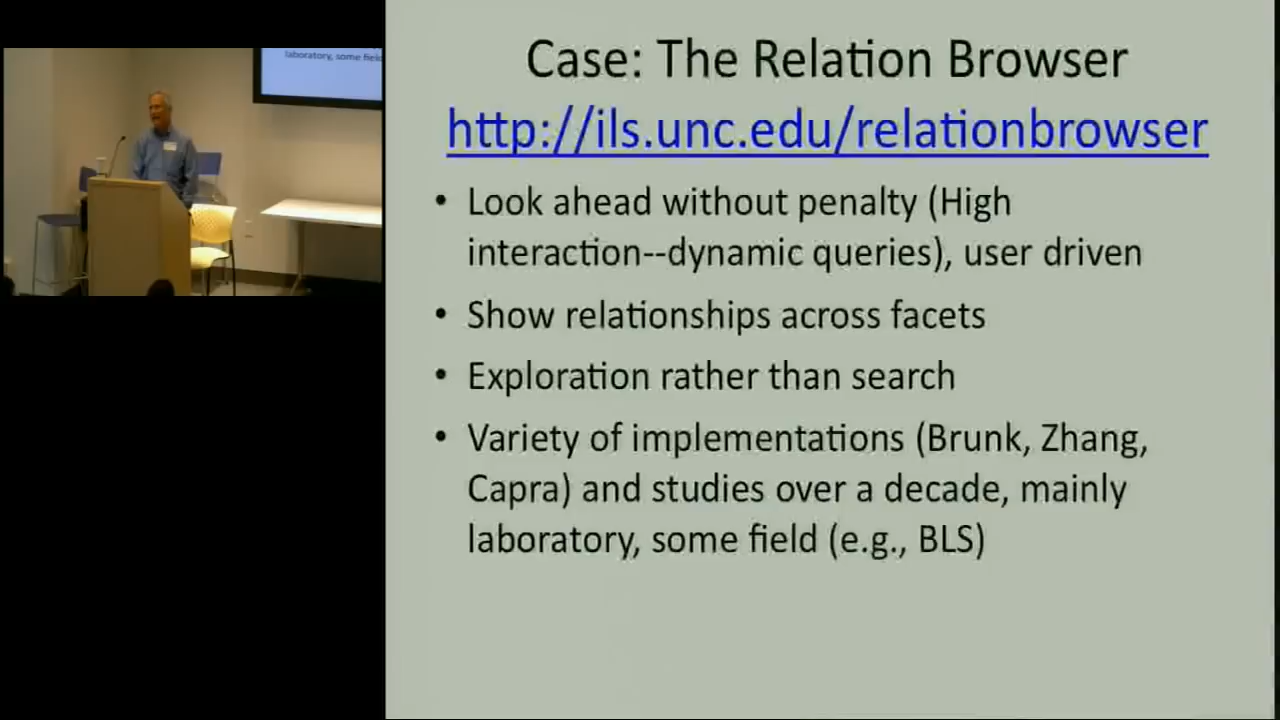 laboratory, some field
Case: The Relation Browser
http://ils.unc.edu/relationbrowser
• Look ahead without penalty (High
interaction--dynamic queries), user driven
• Show relationships across facets
• Exploration rather than search
• Variety of implementations (Brunk, Zhang,
Capra) and studies over a decade, mainly
laboratory, some field (e.g., BLS)